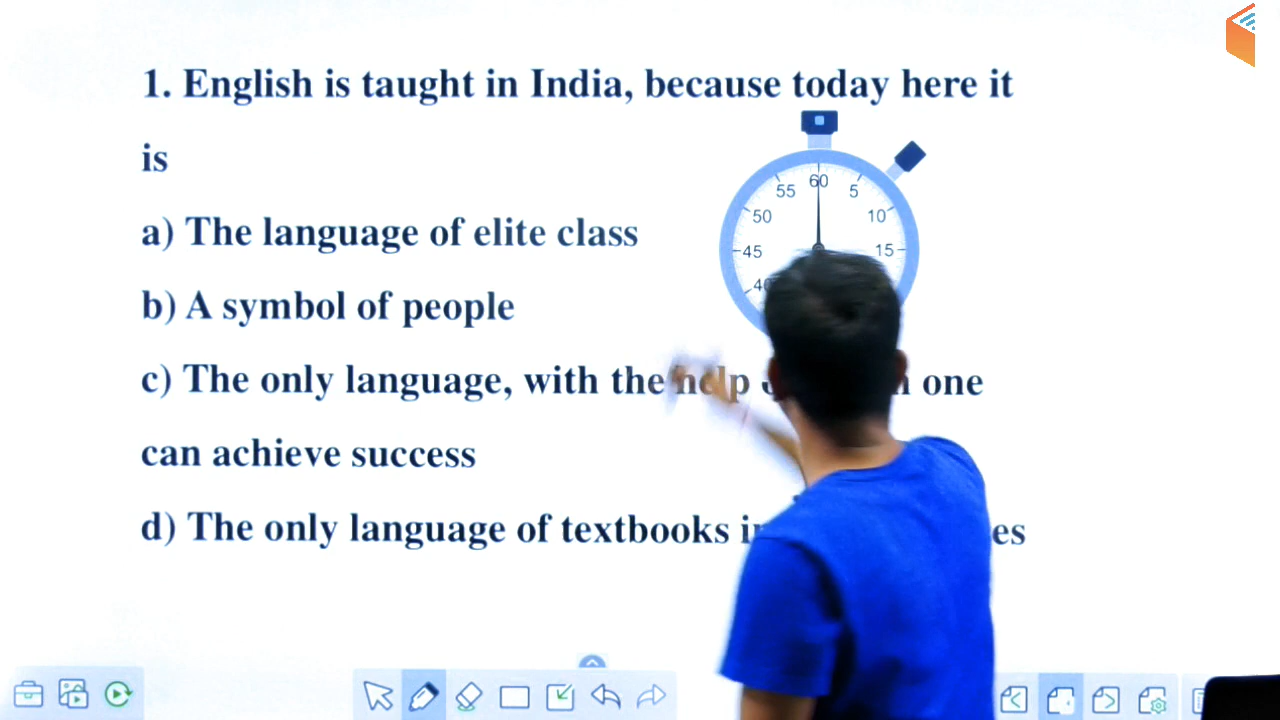 1. English is taught in India, because today here it
is
60
55 5
50 10
45 15
a) The language of elite class
b) A symbol of people
c) The only language, with the help one
can achieve success
d) The only language of textbooks